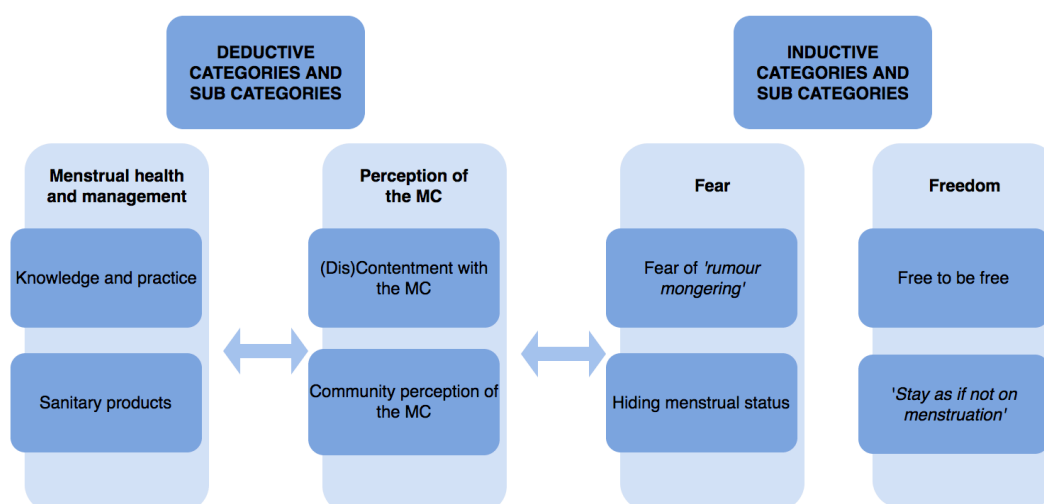 DEDUCTIVE
CATEGORIES AND
SUB CATEGORIES
INDUCTIVE
CATEGORIES AND
SUB CATEGORIES
Menstrual health
and management
Knowledge and practice
Sanitary products
Perception of
the MC
(Dis)Contentment with
the MC
Community perception of
the MC
Fear
Fear of 'rumour
mongering'
Hiding menstrual status
Freedom
Free to be free
'Stay as if not on
menstruation'